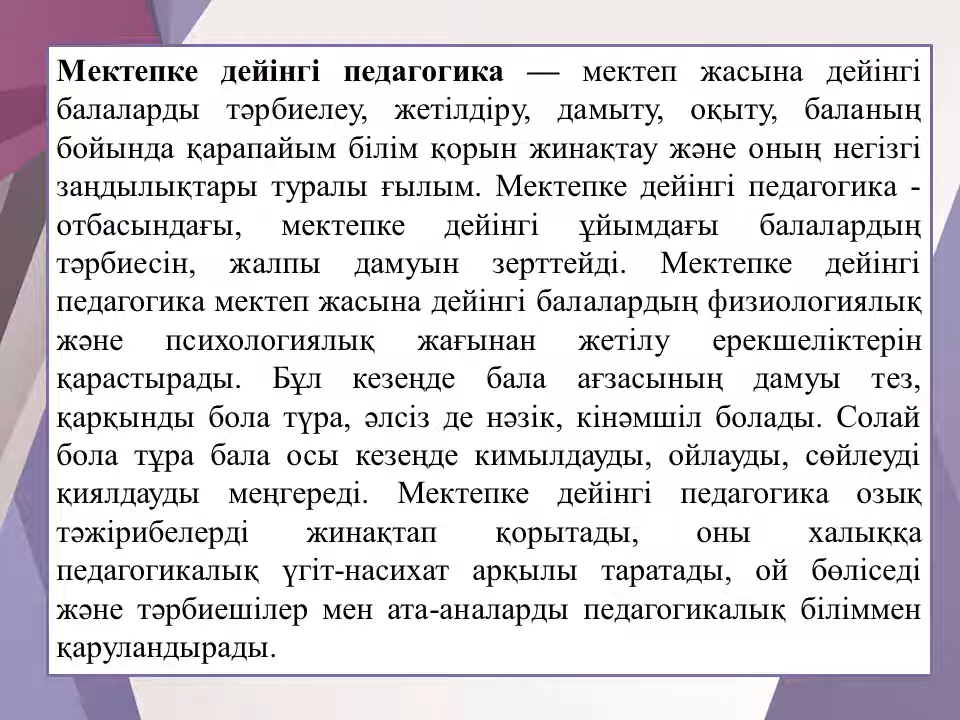 Мектепке дейінгі педагогика — мектеп жасына дейінгі
балаларды тәрбиелеу, жетілдіру, дамыту, оқыту, баланың
бойында қарапайым білім қорын жинақтау және оның негізгі
заңдылықтары туралы ғылым. Мектепке дейінгі педагогика -
отбасындағы, мектепке дейінгі ұйымдағы балалардың
тәрбиесін, жалпы дамуын зерттейді. Мектепке дейінгі
педагогика мектеп жасына дейінгі балалардың физиологиялық
және психологиялық жағынан жетілу ерекшеліктерін
қарастырады. Бұл кезеңде бала ағзасының дамуы тез,
қарқынды бола түра, әлсіз де нәзік, кінәмшіл болады. Солай
бола тұра бала осы кезеңде кимылдауды, ойлауды, сөйлеуді
қиялдауды меңгереді. Мектепке дейінгі педагогика озық
тәжірибелерді жинақтап қорытады, оны халыққа
педагогикалық үгіт-насихат арқылы таратады, ой бөліседі
және тәрбиешілер мен ата-аналарды педагогикалық біліммен
қаруландырады.